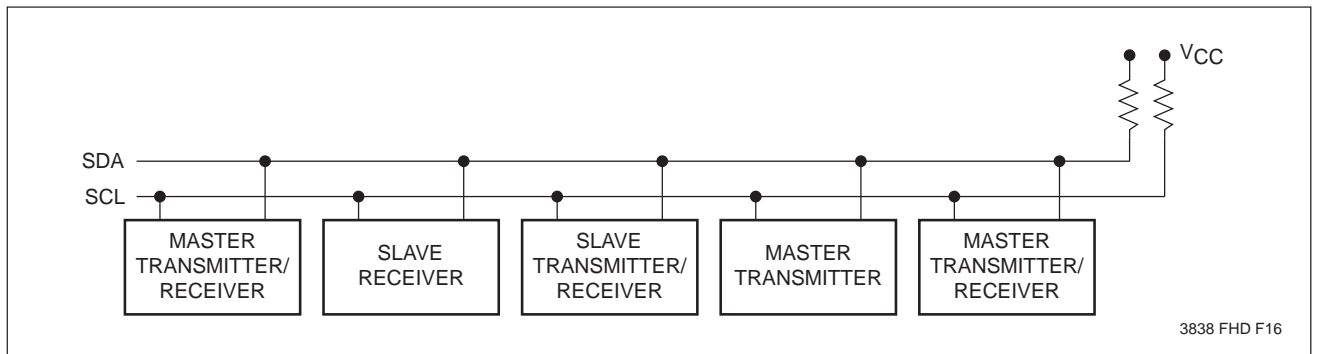 VCC
SDA
SCL
MASTER
TRANSMITTER/
RECEIVER
SLAVE
RECEIVER
SLAVE
TRANSMITTER/
RECEIVER
MASTER
TRANSMITTER
MASTER
TRANSMITTER/
RECEIVER
3838 FHD F16